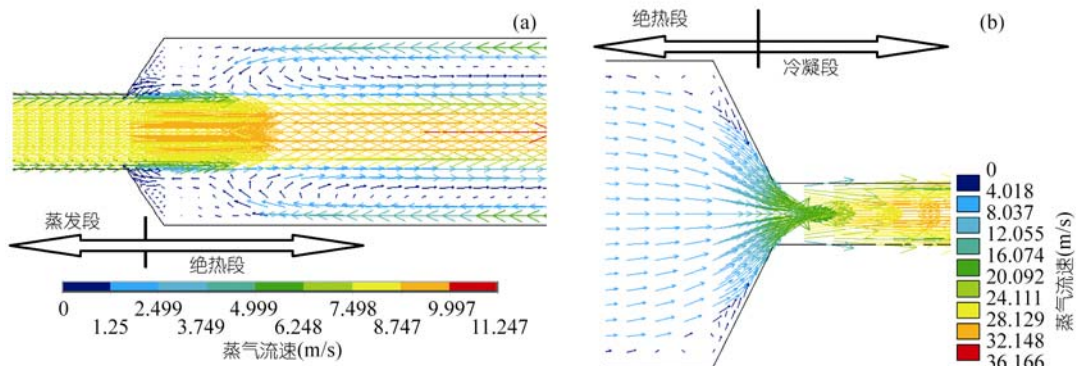 (a)
蒸发段
绝热段
0 2.499 4.999 7.498 9.997
1.25 3.749 6.248 8.747 11.247
蒸气流速(m/s)
绝热段
(b)
冷凝段
0
4.018
8.037
12.055
16.074
20.092
24.111
28.129
32.148
36.166
蒸气流速(m/s)